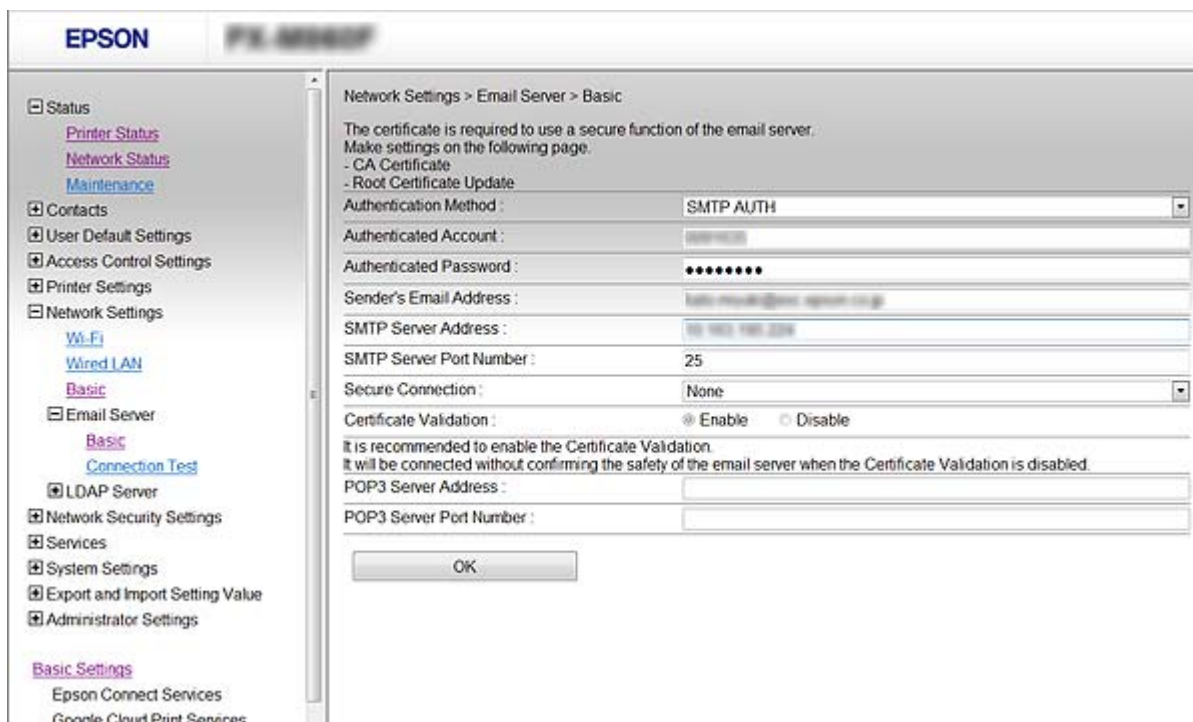 EPSON
Status
Printer Status
Network Status
Maintenance
Contacts
User Default Settings
Access Control Settings
Printer Settings
Network Settings
Wi-Fi
Wired LAN
Basic
Email Server
Basic
Connection Test
LDAP Server
Network Security Settings
Services
System Settings
Export and Import Setting Value
Administrator Settings
Basic Settings
Epson Connect Services
Google Cloud Print Services
Network Settings > Email Server > Basic
The certificate is required to use a secure function of the email server.
Make settings on the following page.
- CA Certificate
- Root Certificate Update
Authentication Method : SMTP AUTH
Authenticated Account :
Authenticated Password : ●●●●●●●●
Sender's Email Address :
SMTP Server Address :
SMTP Server Port Number : 25
Secure Connection : None
Certificate Validation : Enable Disable
It is recommended to enable the Certificate Validation.
It will be connected without confirming the safety of the email server when the Certificate Validation is disabled.
POP3 Server Address :
POP3 Server Port Number :
OK